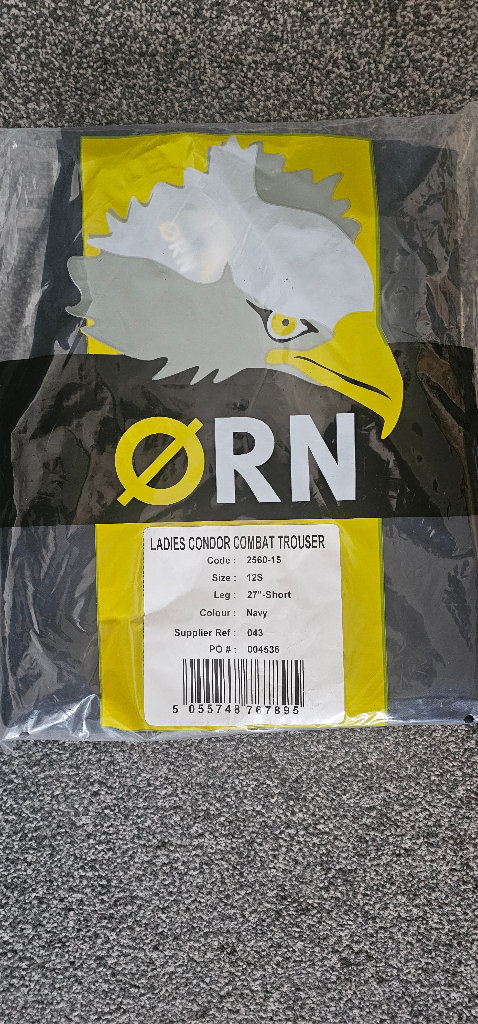 ØRN
LADIES CONDOR COMBAT TROUSER
Code : 2560-15
Size : 12S
Leg : 27"-Short
Colour : Navy
Supplier Ref : 043
PO # : 004536
5 055748 767895